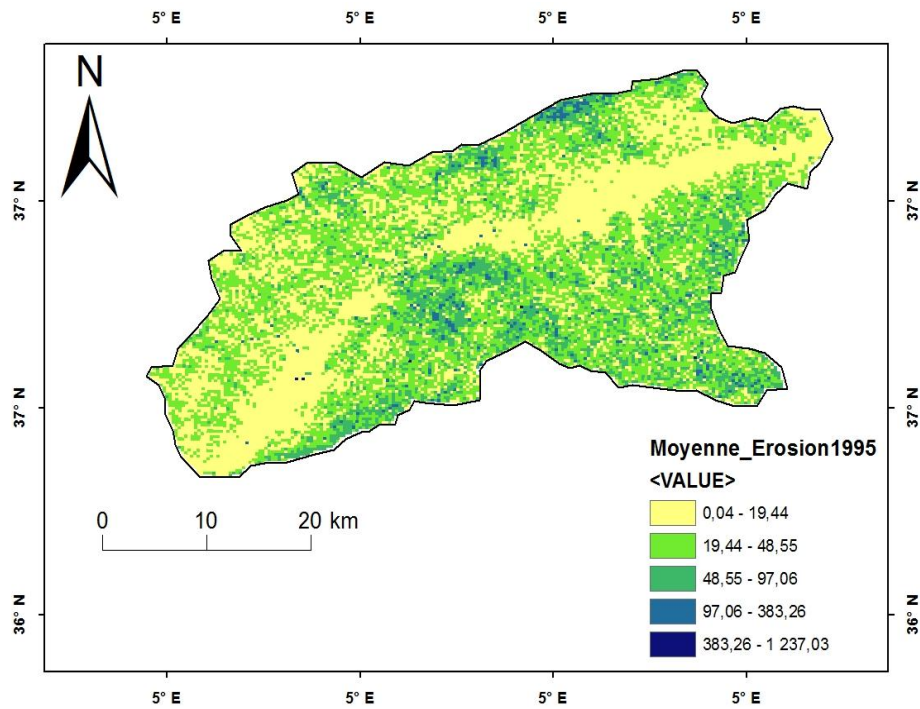 5° E 5° E 5° E 5° E
N
37° N 37° N
37° N 37° N
Moyenne_Erosion1995
<VALUE>
0,04 - 19,44
0 10 20 km
19,44 - 48,55
48,55 - 97,06
36° N 36° N
97,06 - 383,26
383,26 - 1 237,03
5° E 5° E 5° E 5° E